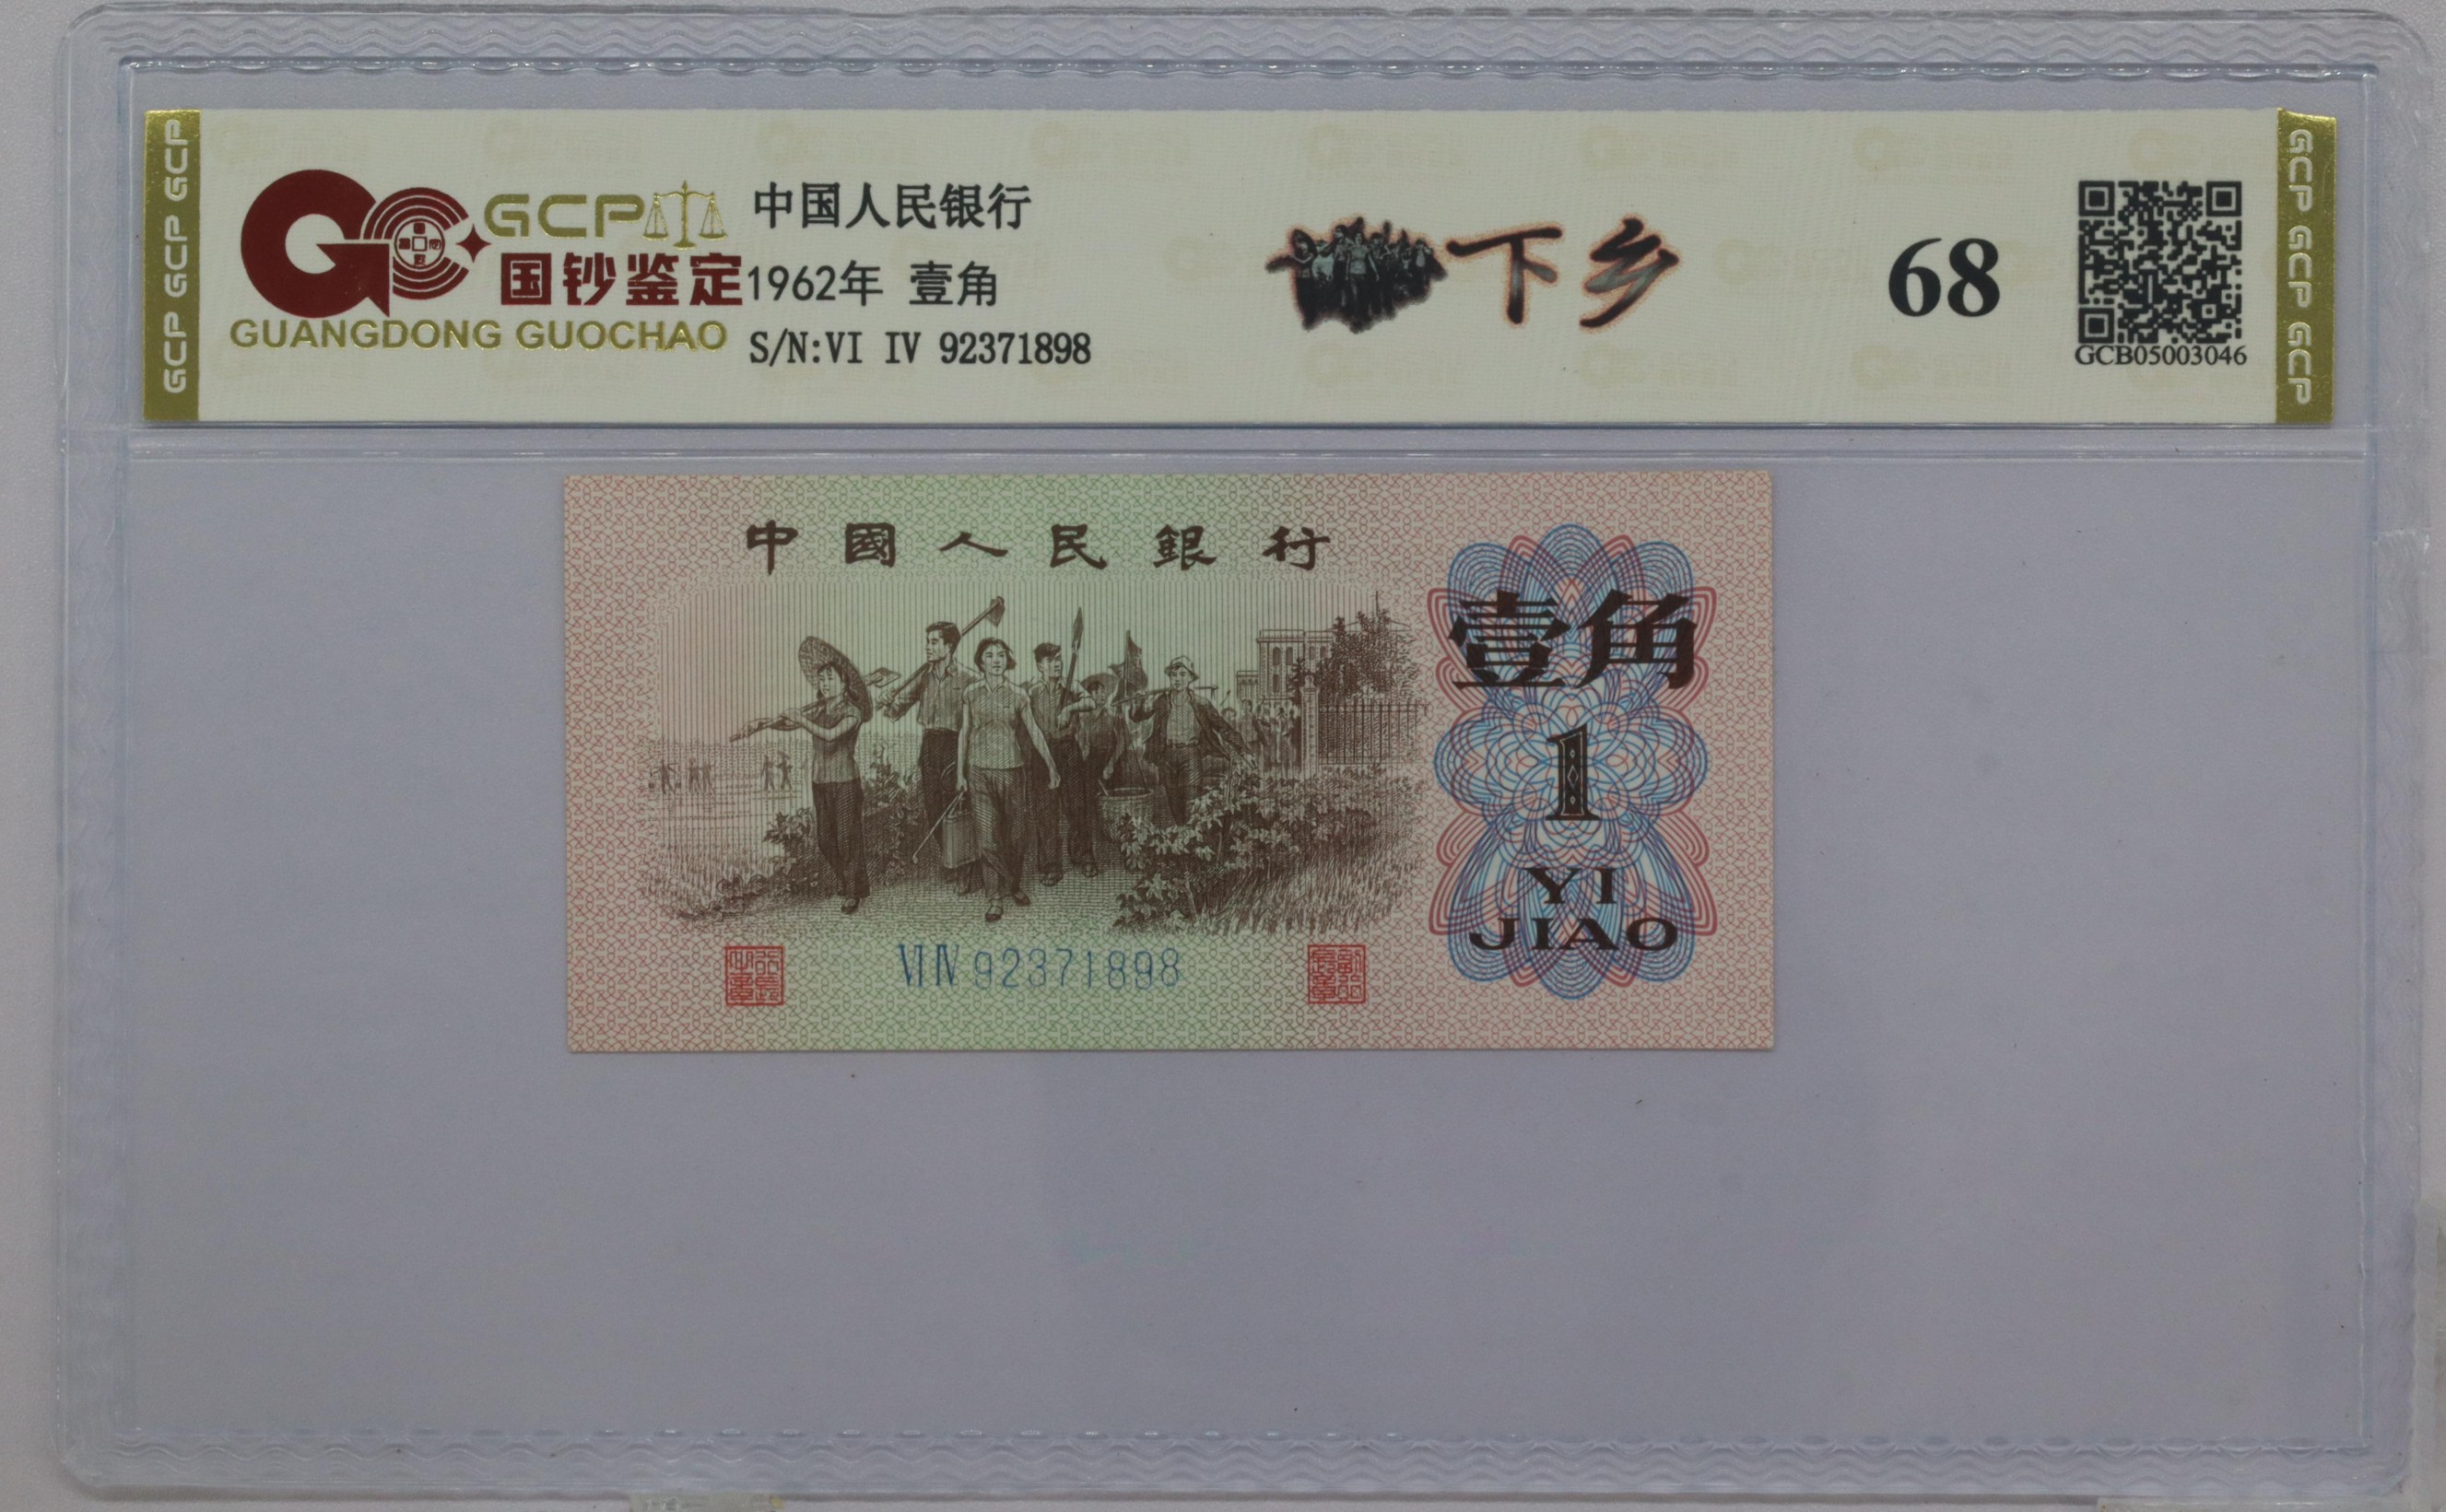 GCP GCP GCP
GCP
国钞鉴定
GUANGDONG GUOCHAO
中国人民银行
1962年 壹角
S/N:VI IV 92371898
下乡
68
GCB05003046
GCP GCP GCP
中國人民銀行
壹角
1
YI
JIAO
VI IV 92371898